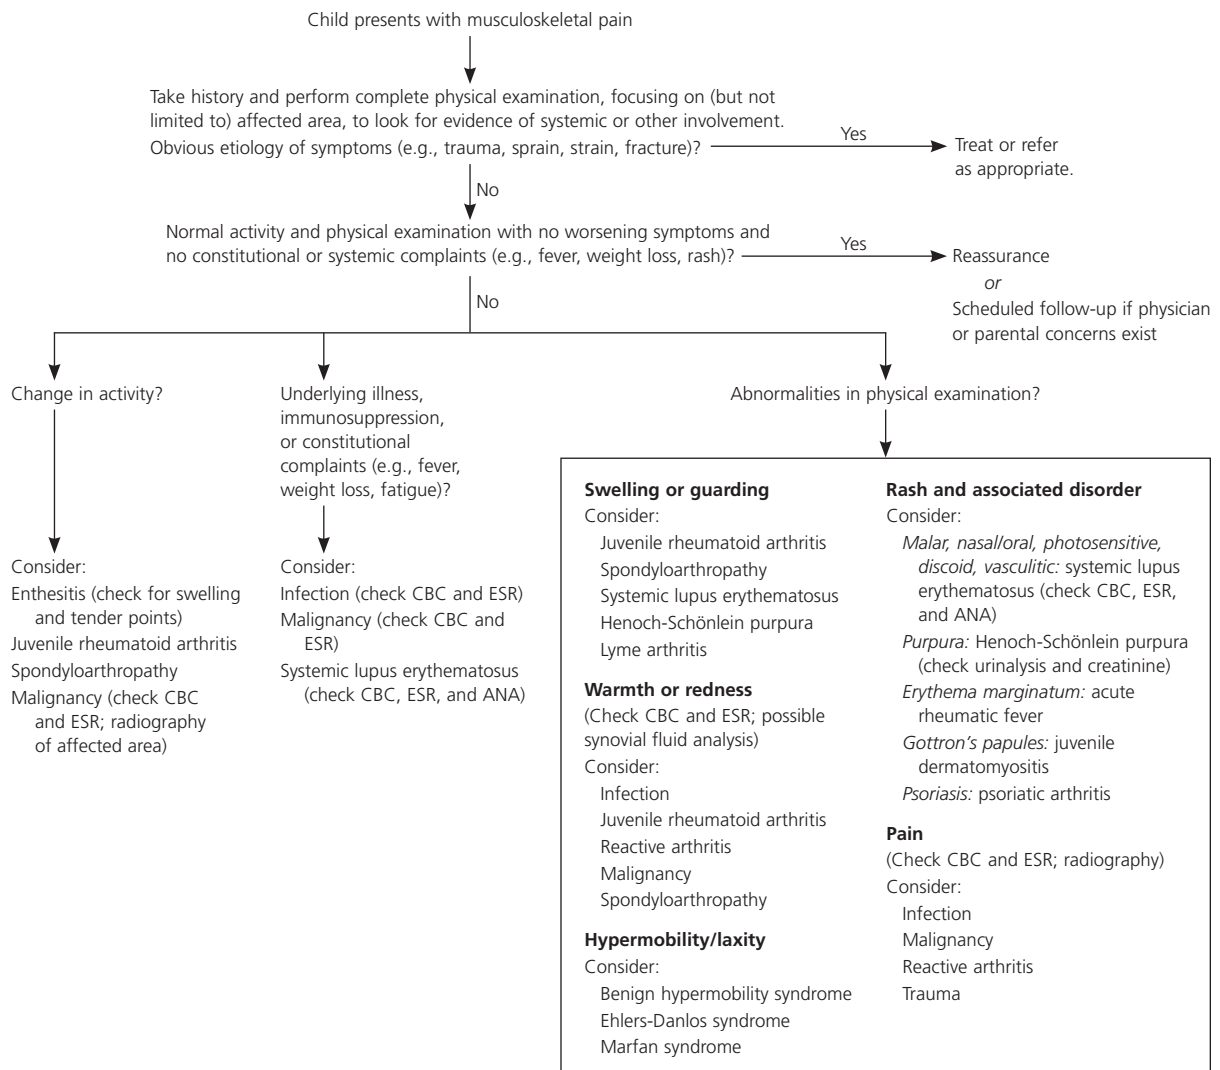 Child presents with musculoskeletal pain
Take history and perform complete physical examination, focusing on (but not
limited to) affected area, to look for evidence of systemic or other involvement.
Obvious etiology of symptoms (e.g., trauma, sprain, strain, fracture)?
Yes
Treat or refer
as appropriate.
No
Normal activity and physical examination with no worsening symptoms and
no constitutional or systemic complaints (e.g., fever, weight loss, rash)?
Yes
Reassurance
or
Scheduled follow-up if physician
or parental concerns exist
No
Change in activity?
Consider:
Enthesitis (check for swelling
and tender points)
Juvenile rheumatoid arthritis
Spondyloarthropathy
Malignancy (check CBC
and ESR; radiography
of affected area)
Underlying illness,
immunosuppression,
or constitutional
complaints (e.g., fever,
weight loss, fatigue)?
Consider:
Infection (check CBC and ESR)
Malignancy (check CBC and
ESR)
Systemic lupus erythematosus
(check CBC, ESR, and ANA)
Abnormalities in physical examination?
Swelling or guarding
Consider:
Juvenile rheumatoid arthritis
Spondyloarthropathy
Systemic lupus erythematosus
Henoch-Schönlein purpura
Lyme arthritis
Warmth or redness
(Check CBC and ESR; possible
synovial fluid analysis)
Consider:
Infection
Juvenile rheumatoid arthritis
Reactive arthritis
Malignancy
Spondyloarthropathy
Hypermobility/laxity
Consider:
Benign hypermobility syndrome
Ehlers-Danlos syndrome
Marfan syndrome
Rash and associated disorder
Consider:
Malar, nasal/oral, photosensitive,
discoid, vasculitic: systemic lupus
erythematosus (check CBC, ESR,
and ANA)
Purpura: Henoch-Schönlein purpura
(check urinalysis and creatinine)
Erythema marginatum: acute
rheumatic fever
Gottron's papules: juvenile
dermatomyositis
Psoriasis: psoriatic arthritis
Pain
(Check CBC and ESR; radiography)
Consider:
Infection
Malignancy
Reactive arthritis
Trauma